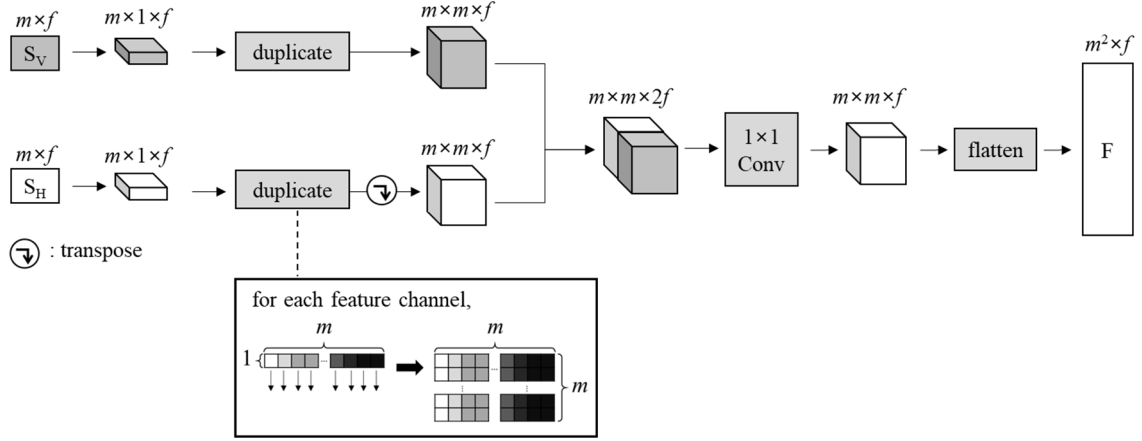 m×f
S_V
m×1×f
duplicate
m×m×f
m×f
S_H
m×1×f
duplicate
m×m×f
: transpose
m×m×2f
1×1
Conv
m×m×f
flatten
m²×f
F
for each feature channel,
m
1
...
m
...
m